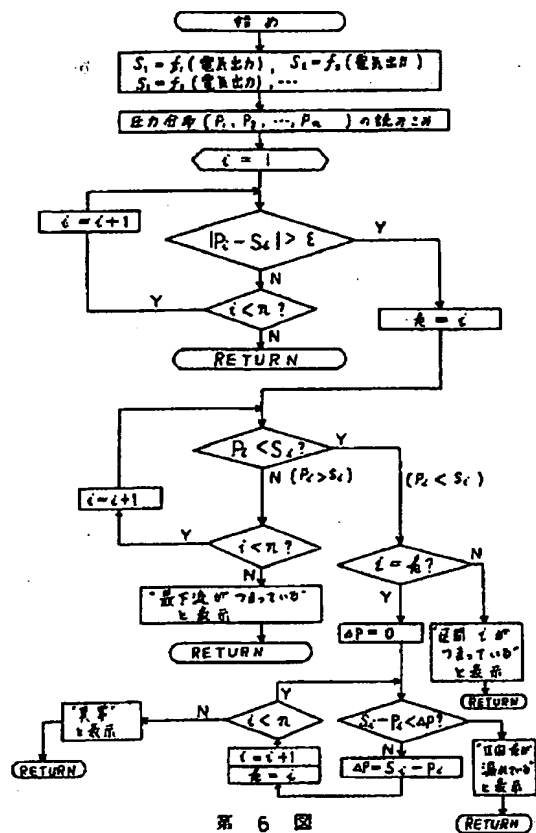 始め
S₁=f₁(電気出力), S₂=f₂(電気出力)
S₃=f₃(電気出力),…
圧力信号(P₁, P₂, …, Pn)の読みこみ
i = 1
i = i+1
|Pi - Si| > ε
Y
N
Y
i<n?
N
k = i
RETURN
Pi < Si?
Y
N (Pi>Si)
(Pi < Si)
i=i+1
Y
i<n?
N
i=k?
N
Y
"最下流がつまっている"
と表示
ΔP=0
"区間 i が
つまっている"
と表示
RETURN
RETURN
Y
"異常"
と表示
N
i<n
Si-Pi<ΔP?
N
i=i+1
k=i
ΔP=Si-Pi
"区間kが
漏れている"
と表示
RETURN
RETURN
第 6 図